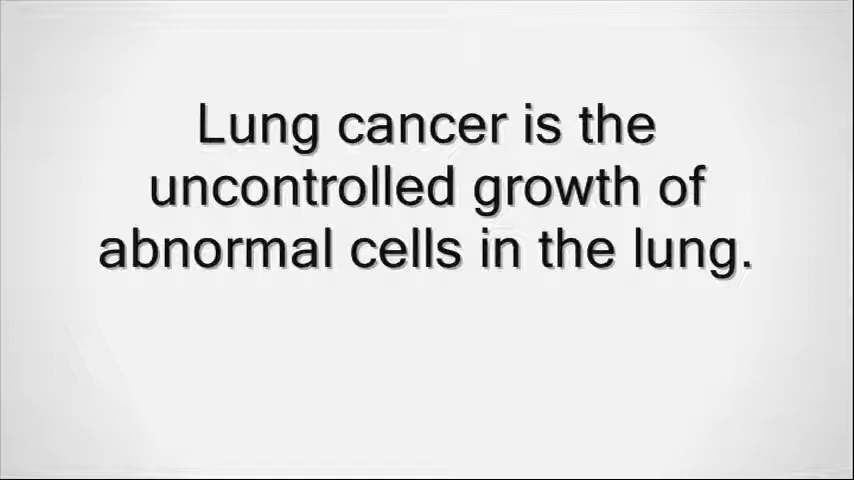 Lung cancer is the
uncontrolled growth of
abnormal cells in the lung.